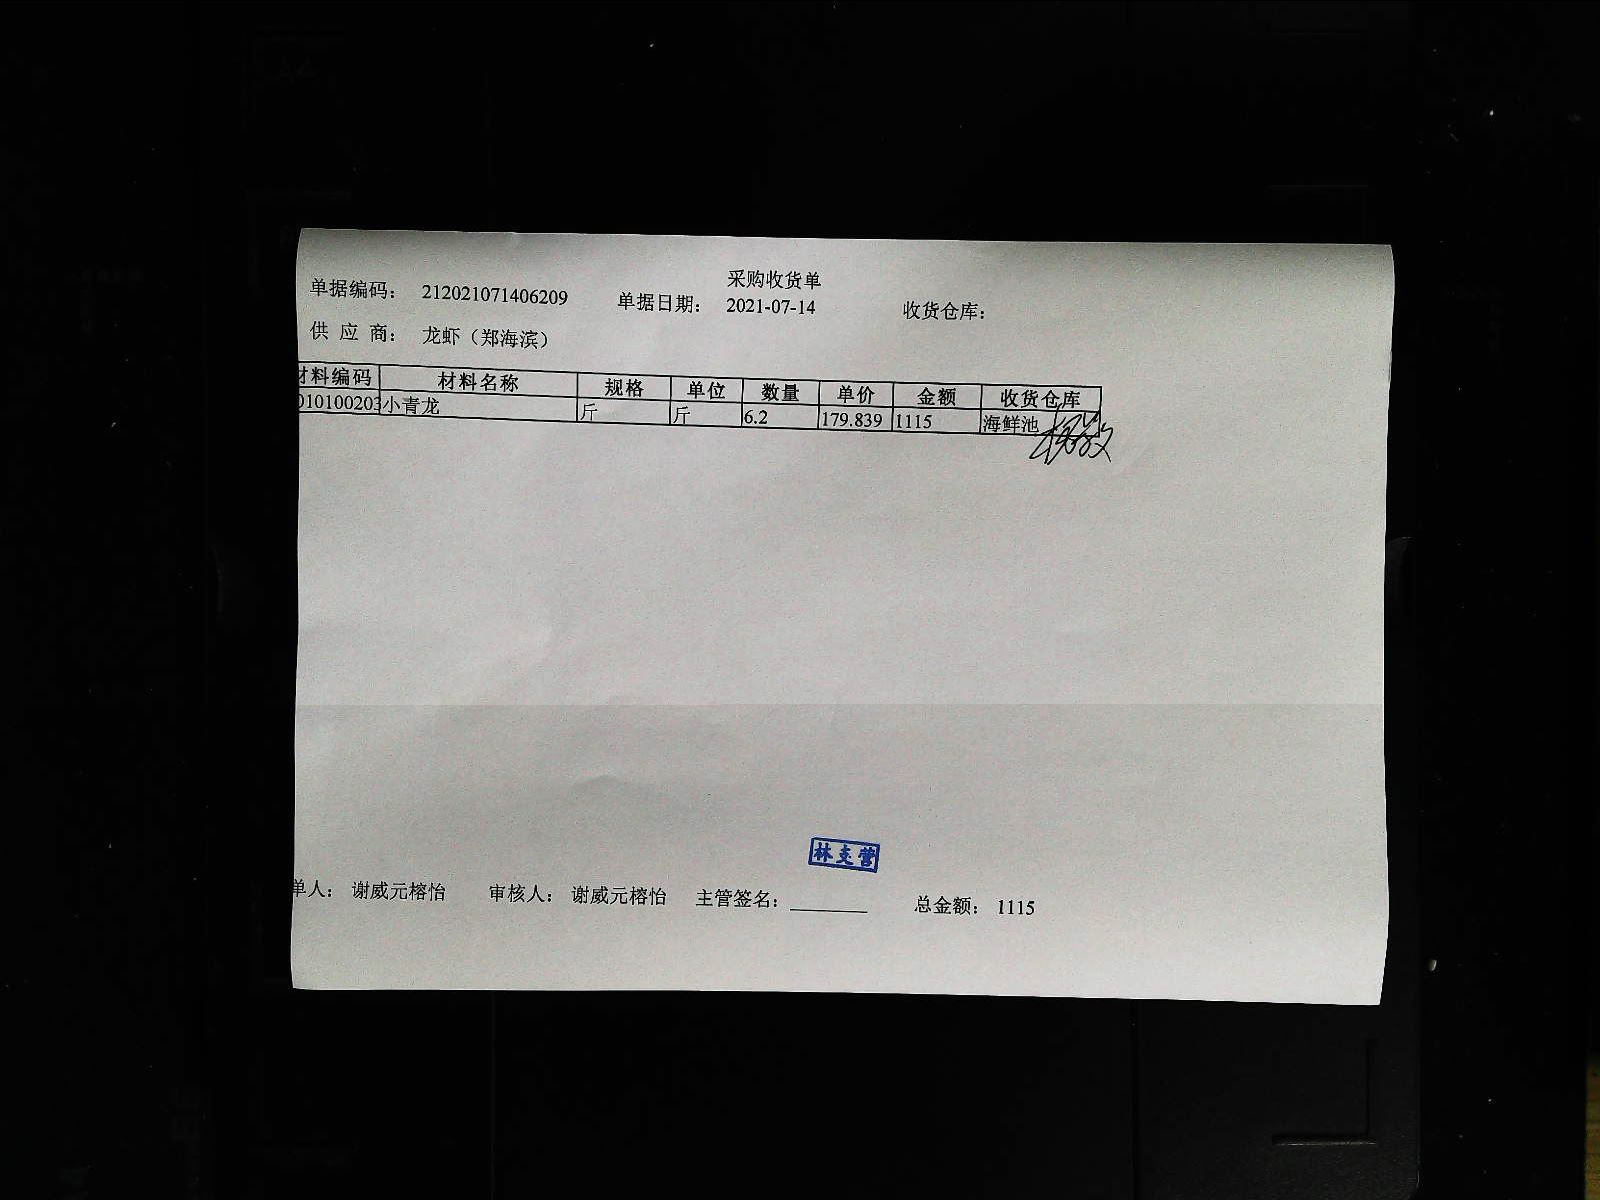 采购收货单
单据编码: 212021071406209 单据日期: 2021-07-14 收货仓库:
供 应 商: 龙虾（郑海滨）
材料编码 材料名称 规格 单位 数量 单价 金额 收货仓库
010100203 小青龙 斤 斤 6.2 179.839 1115 海鲜池
单人: 谢威元榕怡 审核人: 谢威元榕怡 主管签名: ________ 总金额: 1115